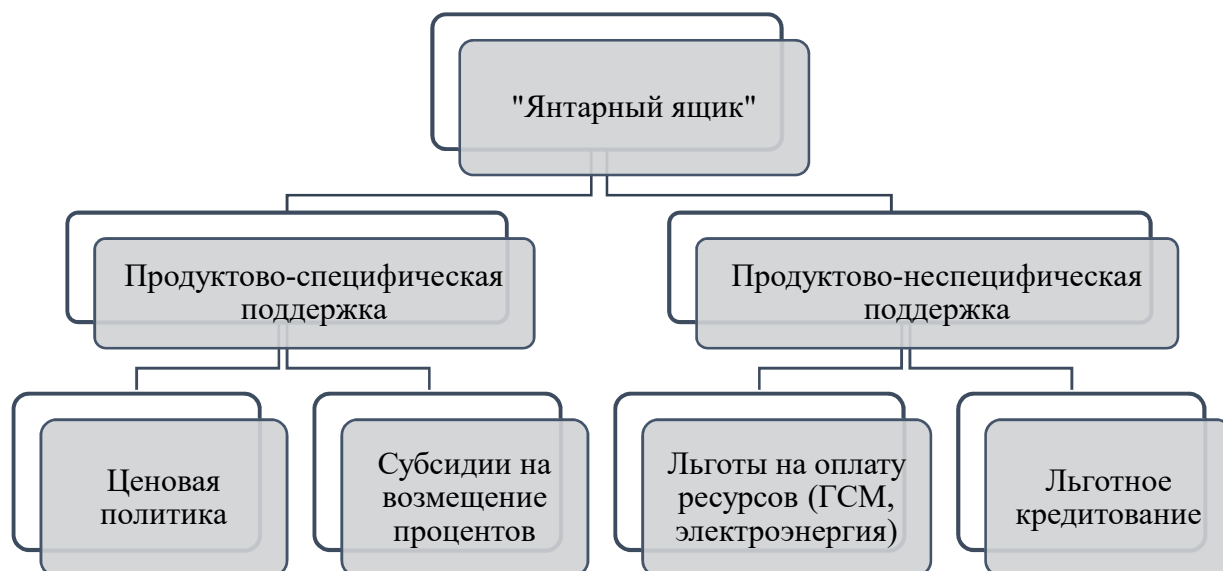 "Янтарный ящик"
Продуктово-специфическая
поддержка
Продуктово-неспецифическая
поддержка
Ценовая
политика
Субсидии на
возмещение
процентов
Льготы на оплату
ресурсов (ГСМ,
электроэнергия)
Льготное
кредитование